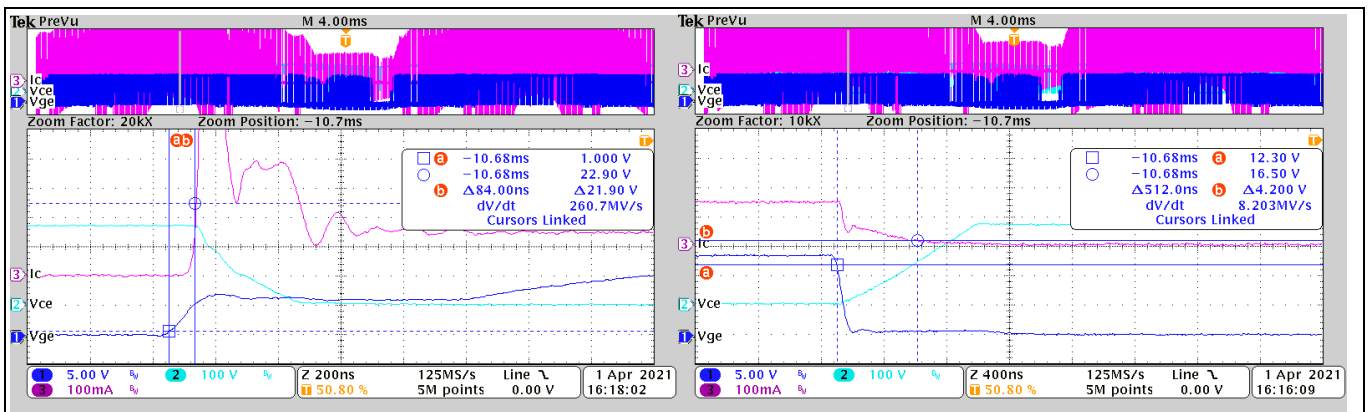 Tek PreVu M 4.00ms
T
3 Ic
2 Vce
1 Vge
Zoom Factor: 20kX Zoom Position: −10.7ms
a b
T
a −10.68ms 1.000 V
−10.68ms 22.90 V
b Δ84.00ns Δ21.90 V
dV/dt 260.7MV/s
Cursors Linked
3 Ic
2 Vce
1 Vge
1 5.00 V BW 2 100 V BW Z 200ns 125MS/s Line 1 Apr 2021
3 100mA BW T 50.80 % 5M points 0.00 V 16:18:02
Tek PreVu M 4.00ms
T
3 Ic
2 Vce
1 Vge
Zoom Factor: 10kX Zoom Position: −10.7ms
T
−10.68ms a 12.30 V
−10.68ms 16.50 V
Δ512.0ns b Δ4.200 V
dV/dt 8.203MV/s
Cursors Linked
b
3 Ic
a
2 Vce
1 Vge
1 5.00 V BW 2 100 V BW Z 400ns 125MS/s Line 1 Apr 2021
3 100mA BW T 50.80 % 5M points 0.00 V 16:16:09